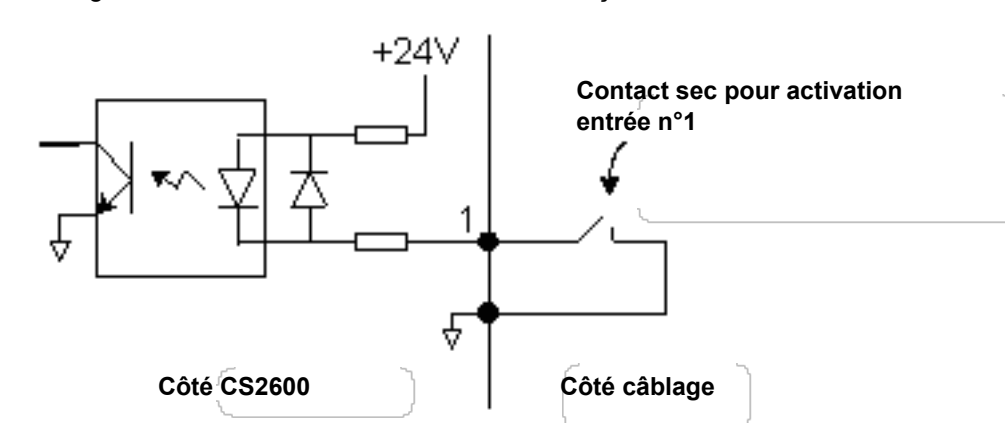 +24V
Contact sec pour activation
entrée n°1
1
Côté CS2600
Côté câblage